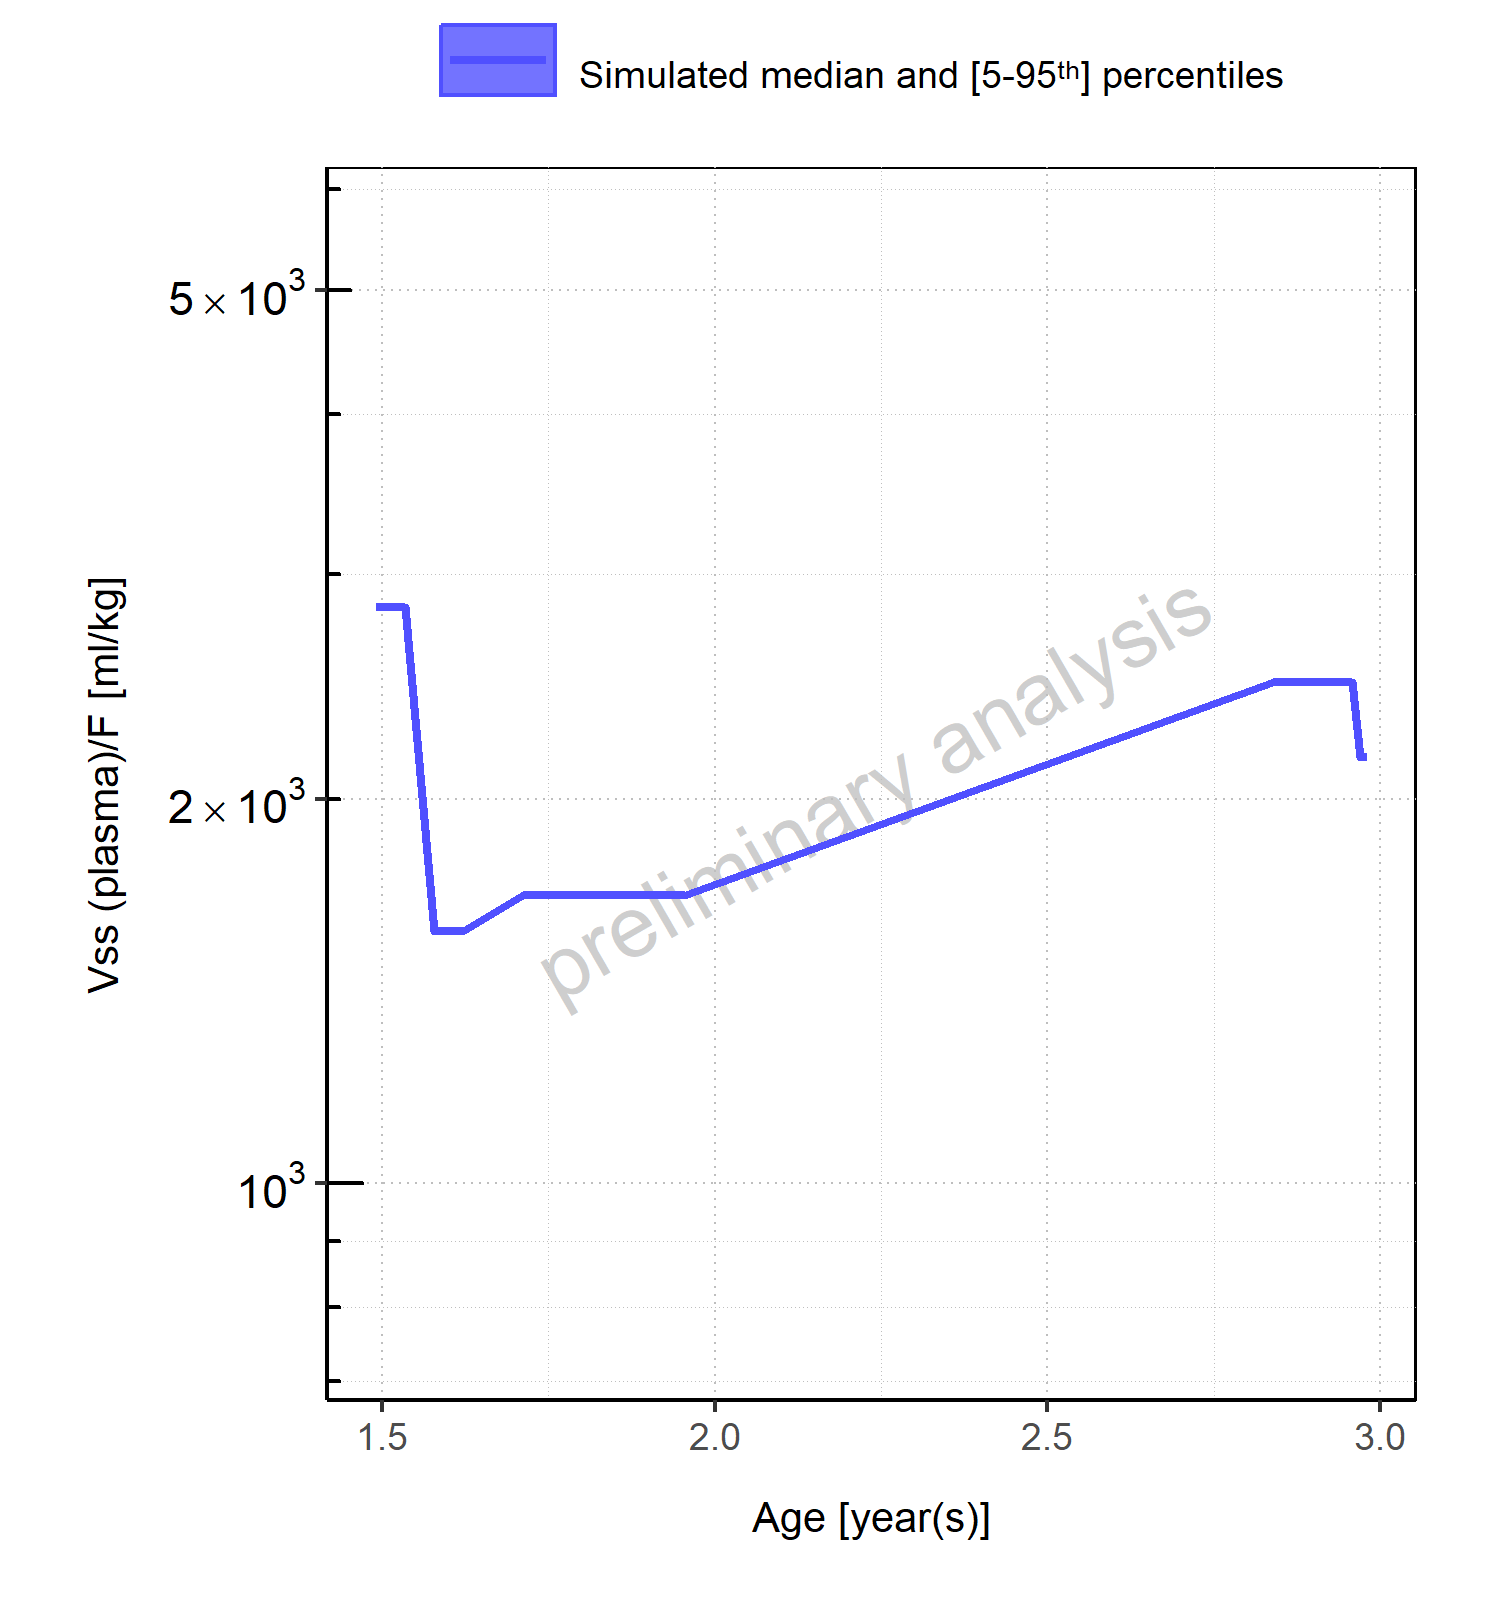 Simulated median and [5-95th] percentiles
5 × 10³
2 × 10³
10³
Vss (plasma)/F [ml/kg]
preliminary analysis
1.5 2.0 2.5 3.0
Age [year(s)]